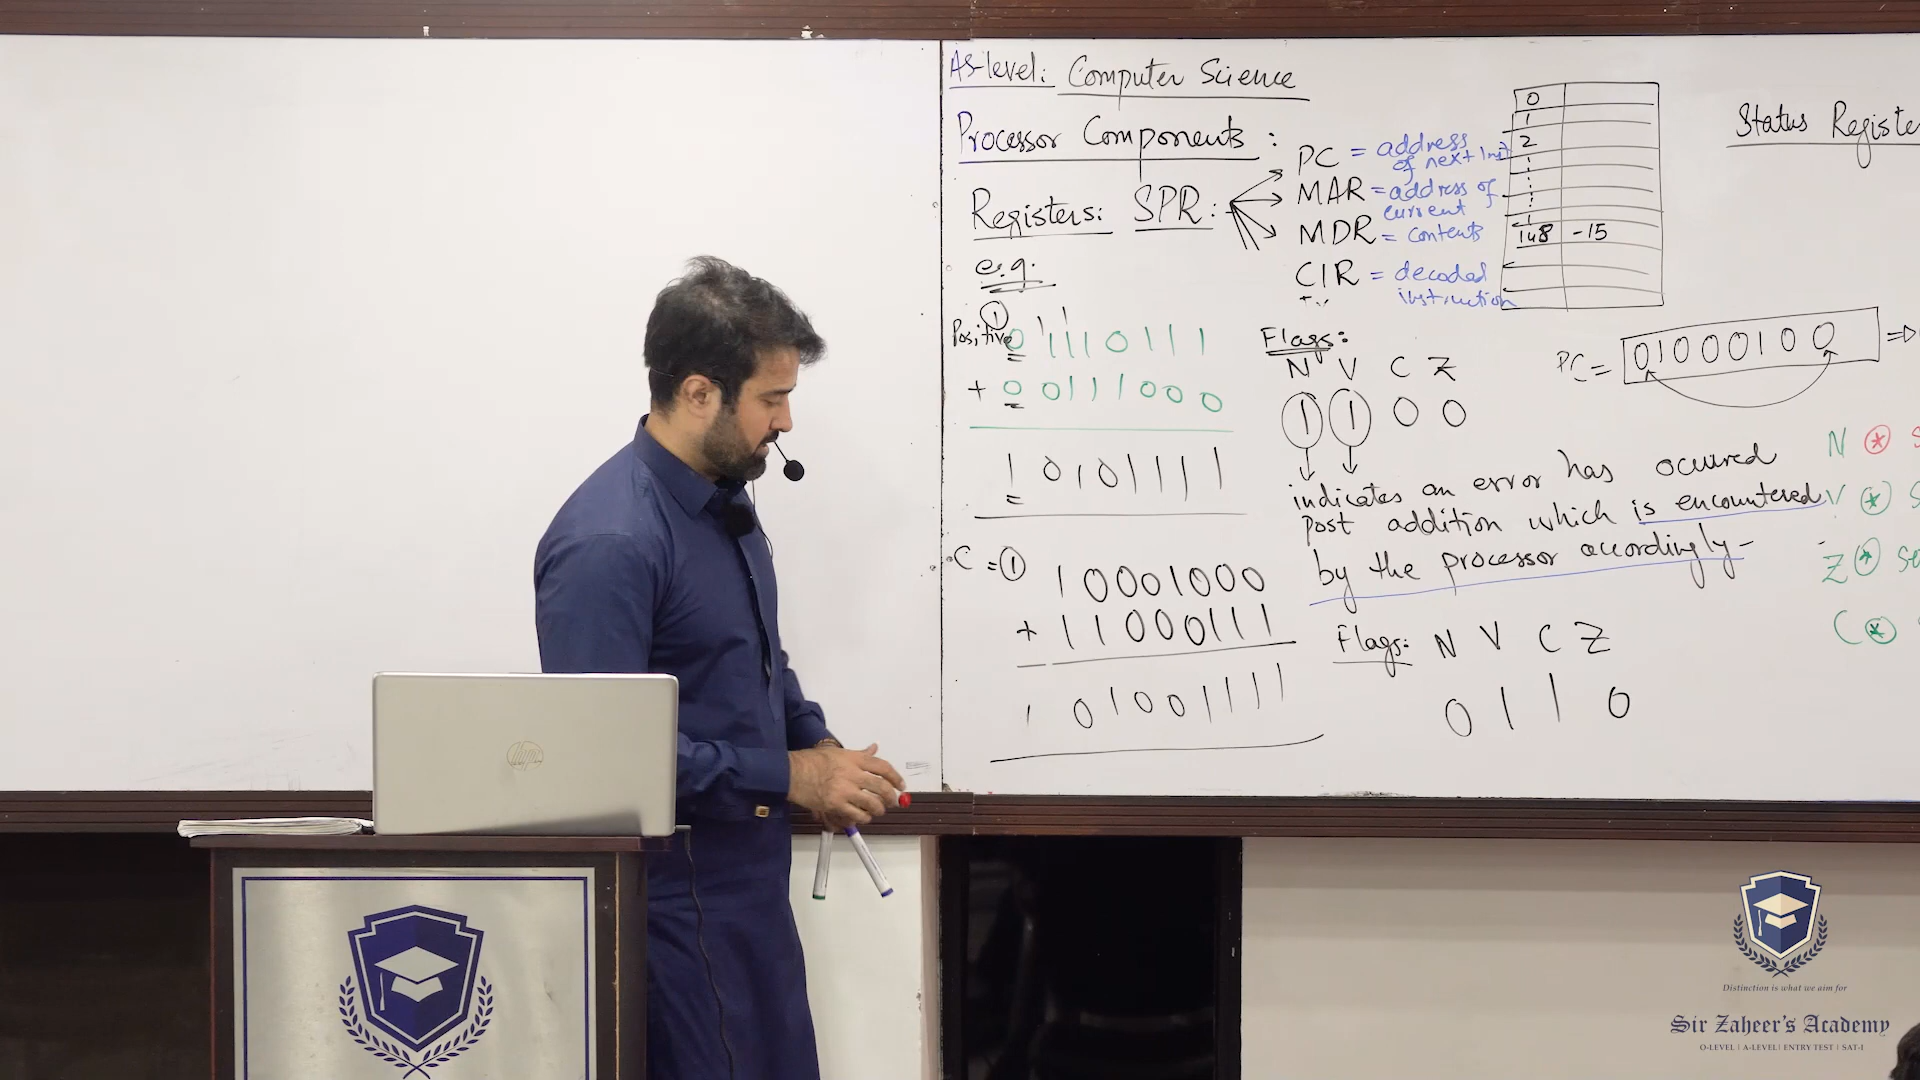 As-level: Computer Science
Processor Components:
Registers: SPR:
PC = address of next inst
MAR = address of current
MDR = contents
CIR = decoded instruction
0
1
2
148 -15
Status Registe
e.g.
Positive
1
1 1
0 1 1 1 0 1 1 1
+ 0 0 1 1 1 0 0 0
1 0 1 0 1 1 1 1
Flags:
N V C Z
1 1 0 0
PC = 0 1 0 0 0 1 0 0
indicates an error has occured
post addition which is encountered
by the processor accordingly-
N
V
Z
C
C = 1
1 0 0 0 1 0 0 0
+ 1 1 0 0 0 1 1 1
1 0 1 0 0 1 1 1 1
Flags: N V C Z
0 1 1 0
hp
Distinction is what we aim for
Sir Zaheer's Academy
O-LEVEL | A-LEVEL | ENTRY TEST | SAT-I